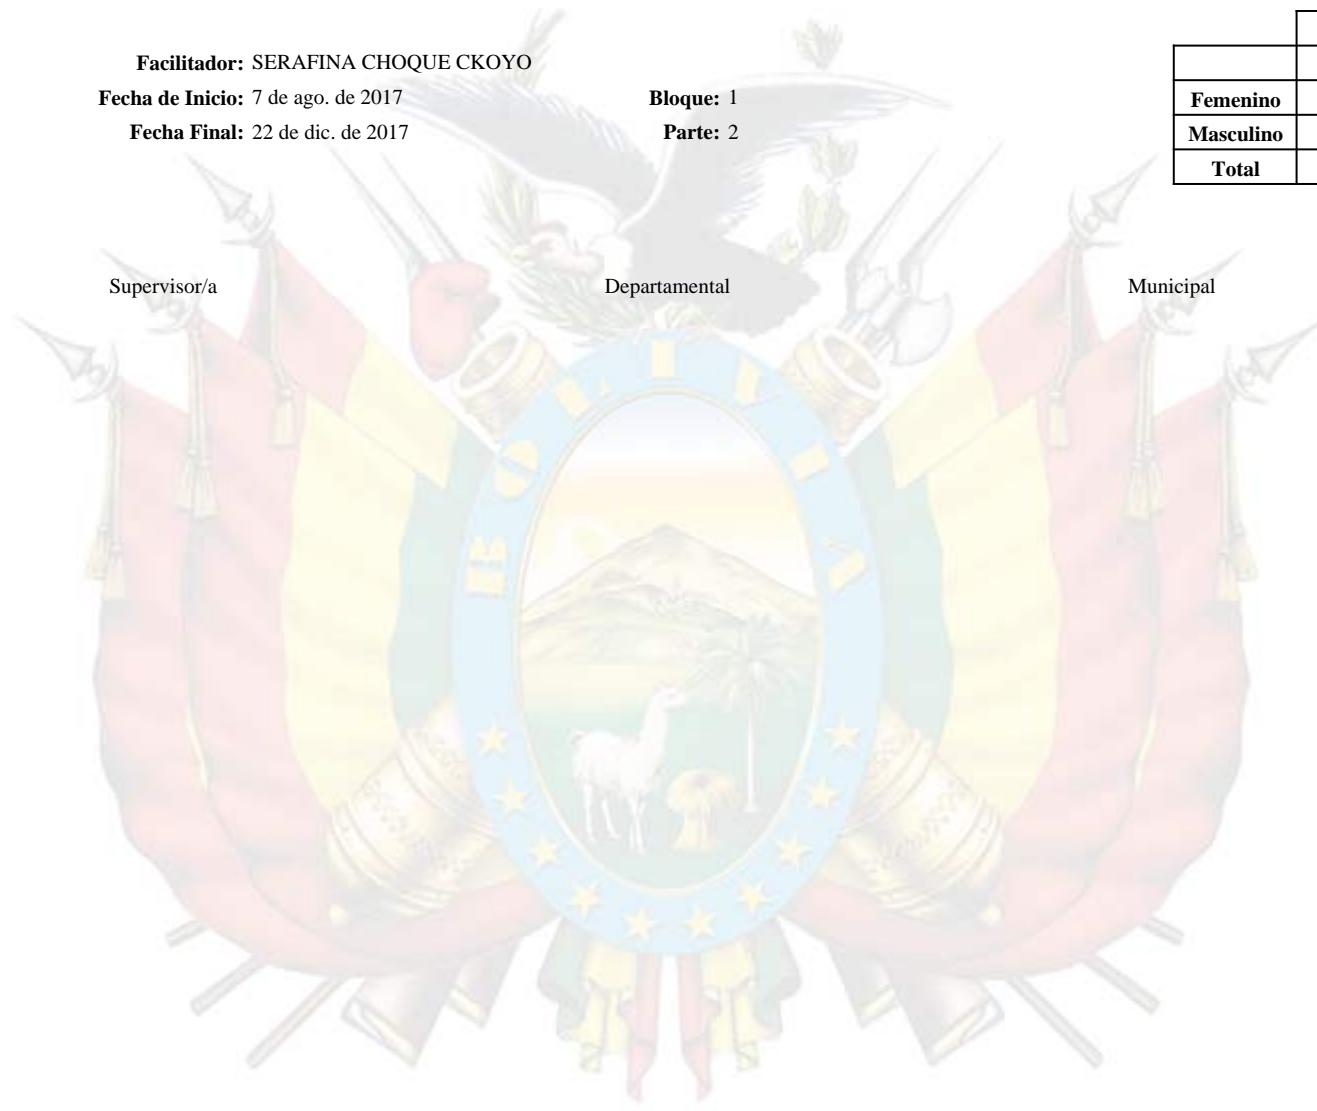 Facilitador: SERAFINA CHOQUE CKOYO
Fecha de Inicio: 7 de ago. de 2017 Bloque: 1
Fecha Final: 22 de dic. de 2017 Parte: 2
Femenino
Masculino
Total
Supervisor/a Departamental Municipal
BOLIVIA